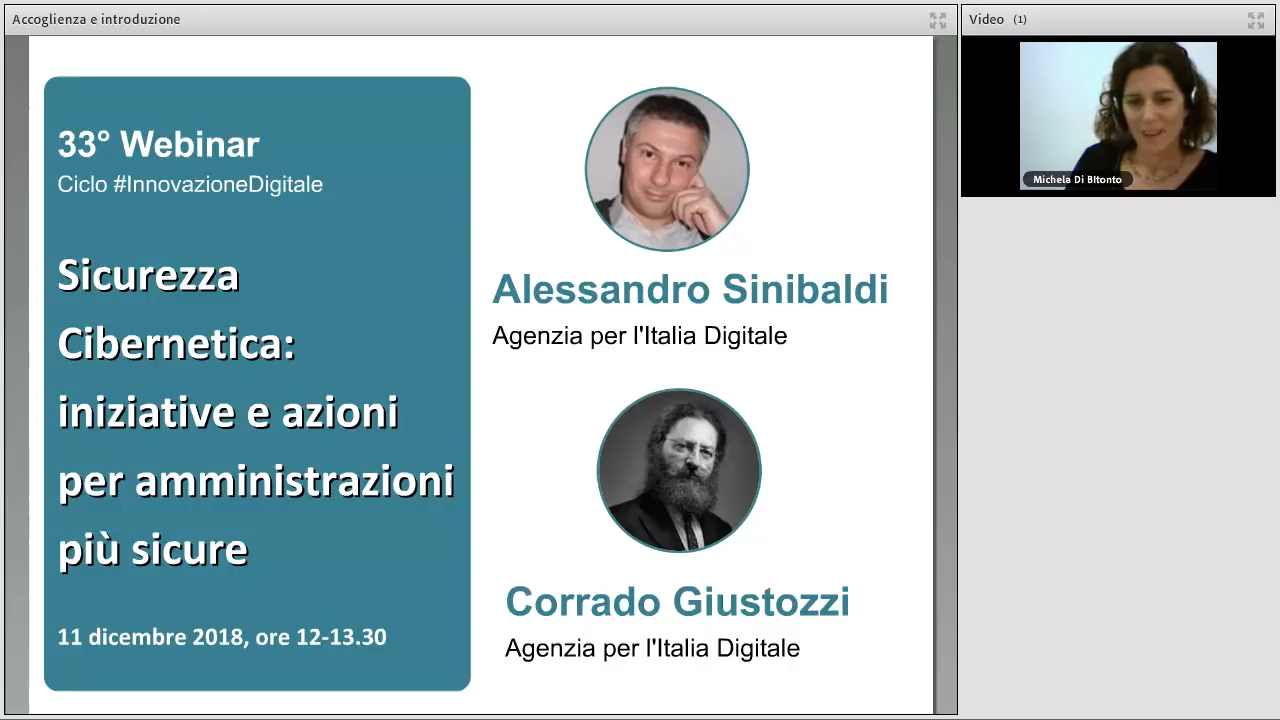 Accoglienza e introduzione
Video (1)
Michela Di BItonto
33° Webinar
Ciclo #InnovazioneDigitale
Sicurezza
Cibernetica:
iniziative e azioni
per amministrazioni
più sicure
11 dicembre 2018, ore 12-13.30
Alessandro Sinibaldi
Agenzia per l'Italia Digitale
Corrado Giustozzi
Agenzia per l'Italia Digitale